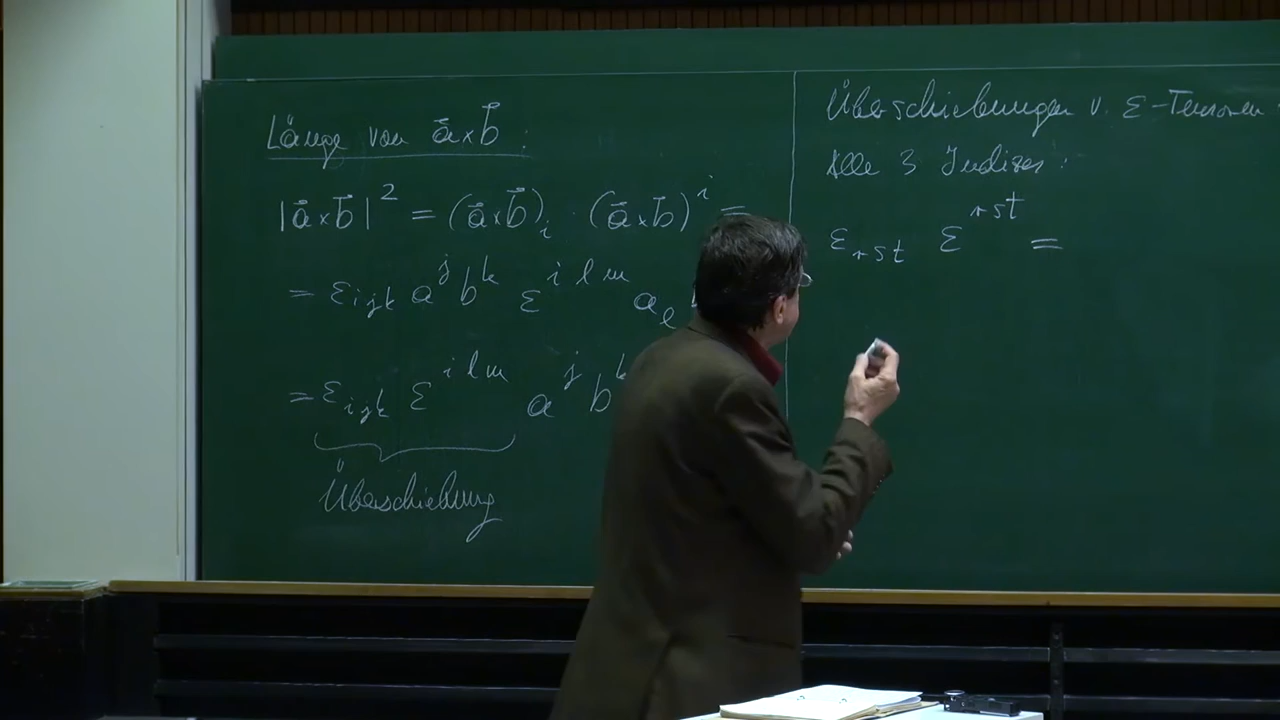 Länge von a⃗×b⃗ :
|a⃗×b⃗|² = (a⃗×b⃗)ᵢ · (a⃗×b⃗)ⁱ =
= εᵢⱼₖ aʲ bᵏ εⁱˡᵐ aₗ
= εᵢⱼₖ εⁱˡᵐ aʲ bᵏ
Überschiebung
Überschiebungen v. ε-Tensoren
Alle 3 Indizes :
εᵣₛₜ εʳˢᵗ =